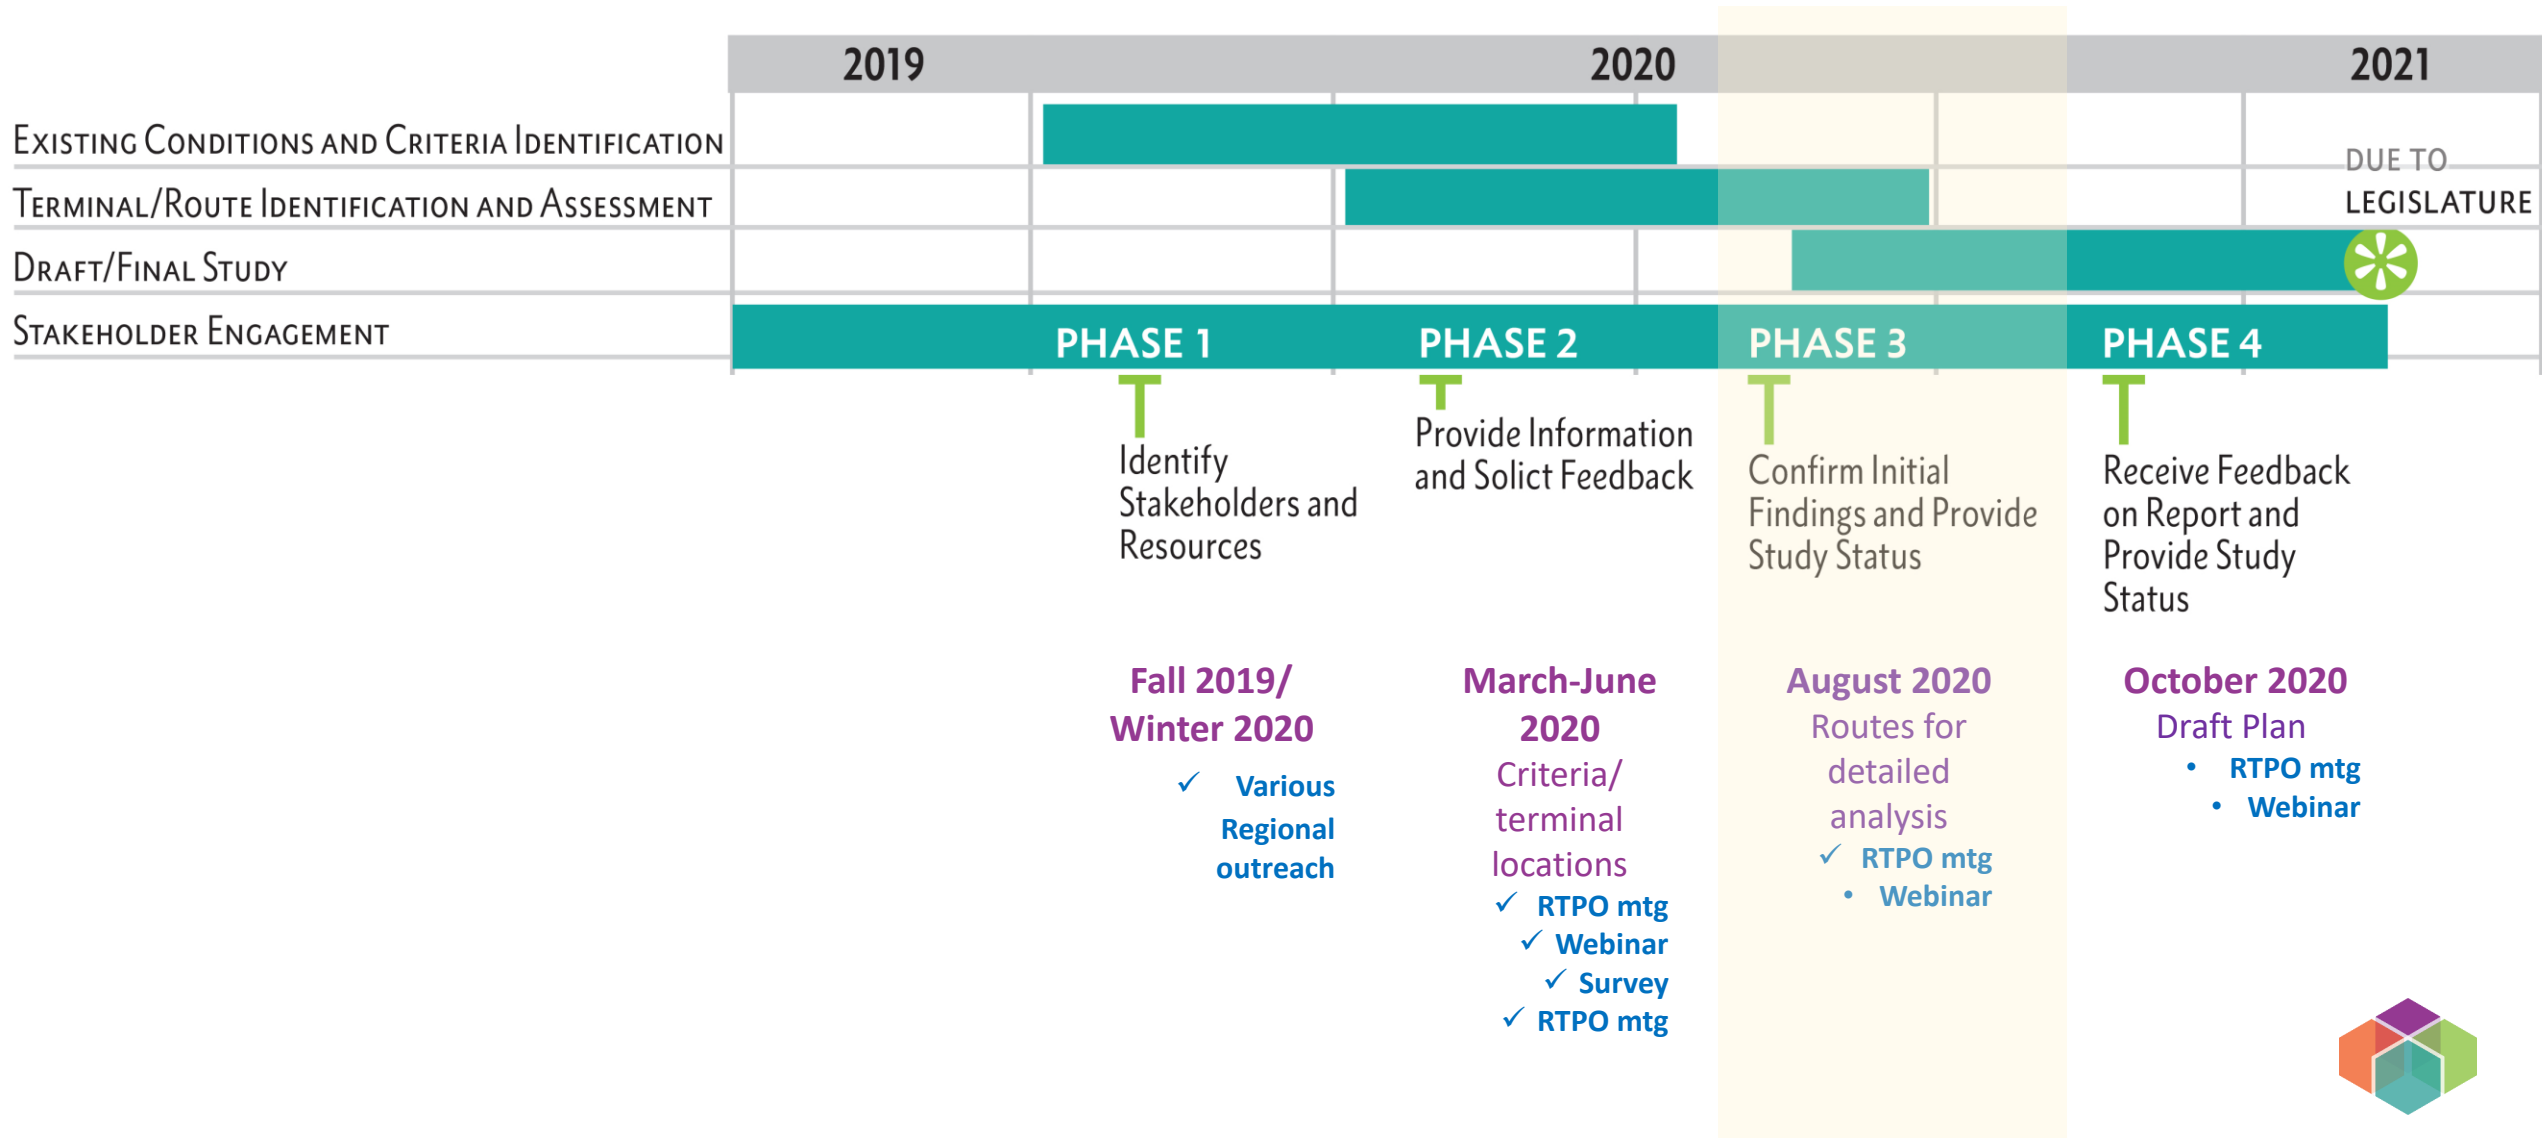 2019
2020
2021
EXISTING CONDITIONS AND CRITERIA IDENTIFICATION
TERMINAL/ROUTE IDENTIFICATION AND ASSESSMENT
DRAFT/FINAL STUDY
STAKEHOLDER ENGAGEMENT
DUE TO
LEGISLATURE
PHASE 1
PHASE 2
PHASE 3
PHASE 4
Identify
Stakeholders and
Resources
Provide Information
and Solict Feedback
Confirm Initial
Findings and Provide
Study Status
Receive Feedback
on Report and
Provide Study
Status
Fall 2019/
Winter 2020
✓ Various
Regional
outreach
March-June
2020
Criteria/
terminal
locations
✓ RTPO mtg
✓ Webinar
✓ Survey
✓ RTPO mtg
August 2020
Routes for
detailed
analysis
✓ RTPO mtg
• Webinar
October 2020
Draft Plan
• RTPO mtg
• Webinar